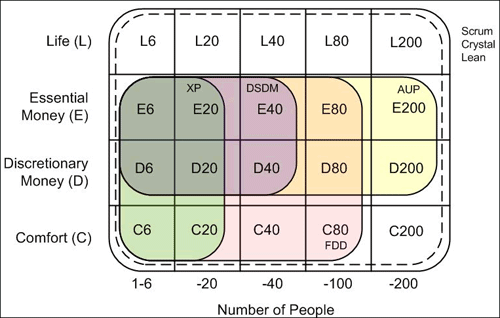 Life (L) L6 L20 L40 L80 L200
Scrum
Crystal
Lean
XP DSDM AUP
Essential
Money (E)
E6 E20 E40 E80 E200
Discretionary
Money (D)
D6 D20 D40 D80 D200
Comfort (C) C6 C20 C40 C80 C200
FDD
1-6 -20 -40 -100 -200
Number of People